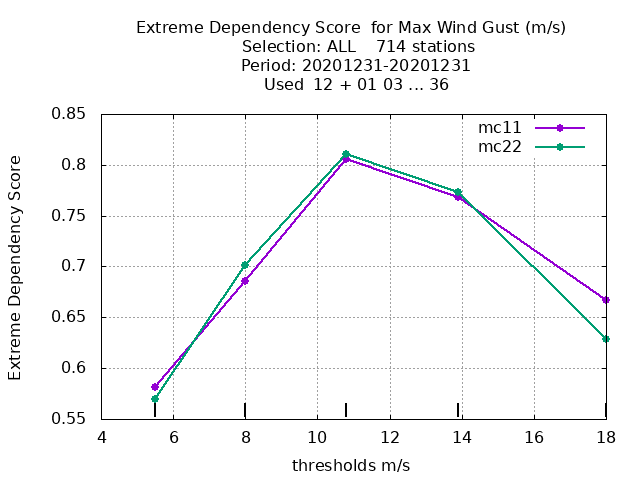 Extreme Dependency Score  for Max Wind Gust (m/s)
Selection: ALL    714 stations
Period: 20201231-20201231
Used  12 + 01 03 ... 36
mc11
mc22
Extreme Dependency Score
0.85
0.8
0.75
0.7
0.65
0.6
0.55
4 6 8 10 12 14 16 18
thresholds m/s